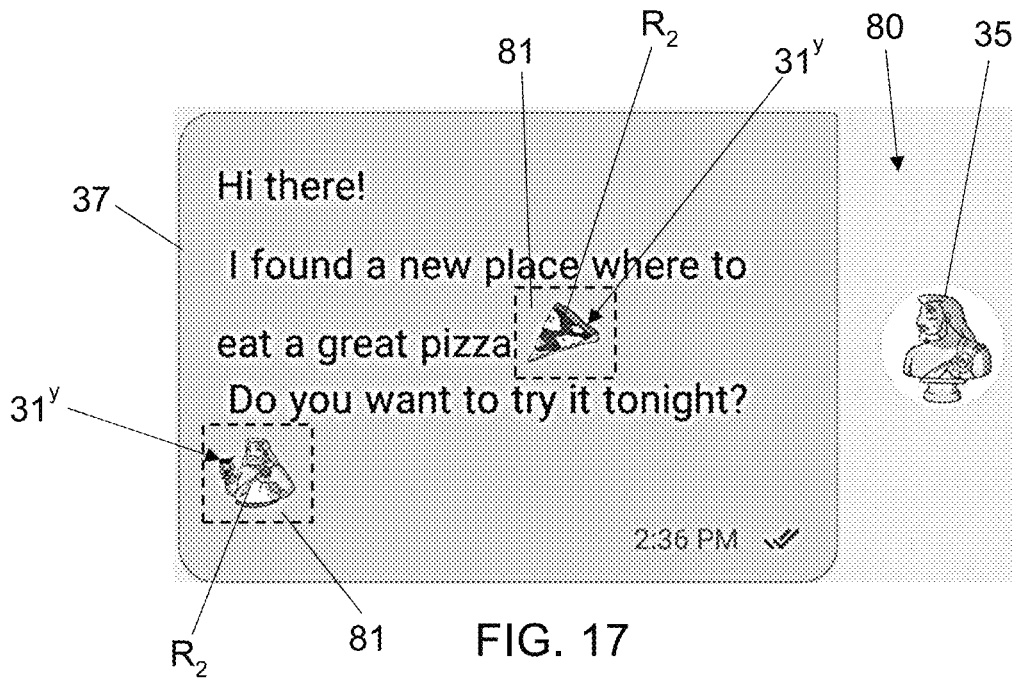 81 R₂ 31ʸ 80 35
37
Hi there!
I found a new place where to
eat a great pizza
Do you want to try it tonight?
31ʸ
2:36 PM
R₂ 81
FIG. 17